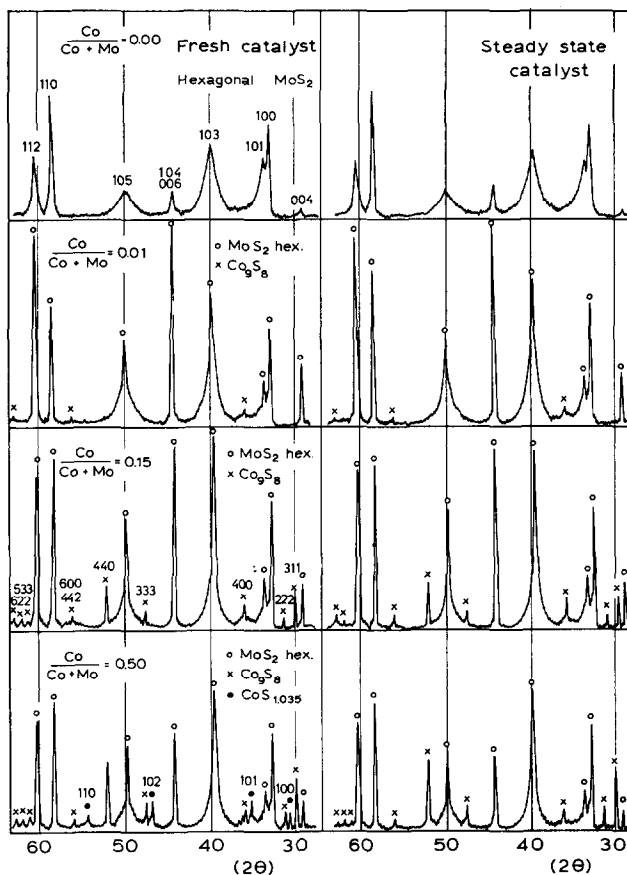 Co
Co + Mo
= 0.00
Fresh catalyst
Steady state
catalyst
Hexagonal MoS2
110
112
105
104
006
103
101
100
004
Co
Co + Mo
= 0.01
o MoS2 hex.
x Co9S8
Co
Co + Mo
= 0.15
o MoS2 hex.
x Co9S8
533
622
600
442
440
333
400
222
311
Co
Co + Mo
= 0.50
o MoS2 hex.
x Co9S8
● CoS1.035
110
102
101
100
60 50 40 30 60 50 40 30
(2θ) (2θ)